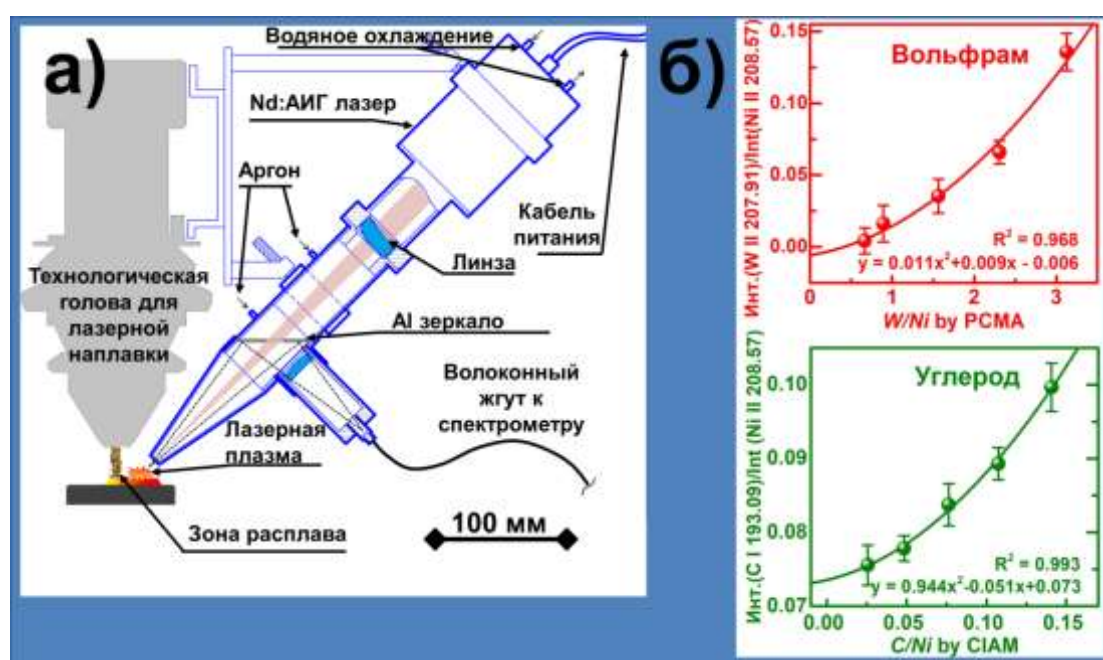 а)
Водяное охлаждение
Nd:АИГ лазер
Аргон
Кабель
питания
Линза
Технологическая
голова для
лазерной
наплавки
Al зеркало
Волоконный
жгут к
спектрометру
Лазерная
плазма
Зона расплава
100 мм
б)
Инт.(W II 207.91)/Int(Ni II 208.57)
0.15
0.10
0.05
0.00
Вольфрам
R² = 0.968
y = 0.011x²+0.009x - 0.006
0 1 2 3
W/Ni by PCMA
Инт.(C I 193.09)/Int (Ni II 208.57)
0.10
0.09
0.08
0.07
Углерод
R² = 0.993
y = 0.944x²-0.051x+0.073
0.00 0.05 0.10 0.15
C/Ni by CIAM